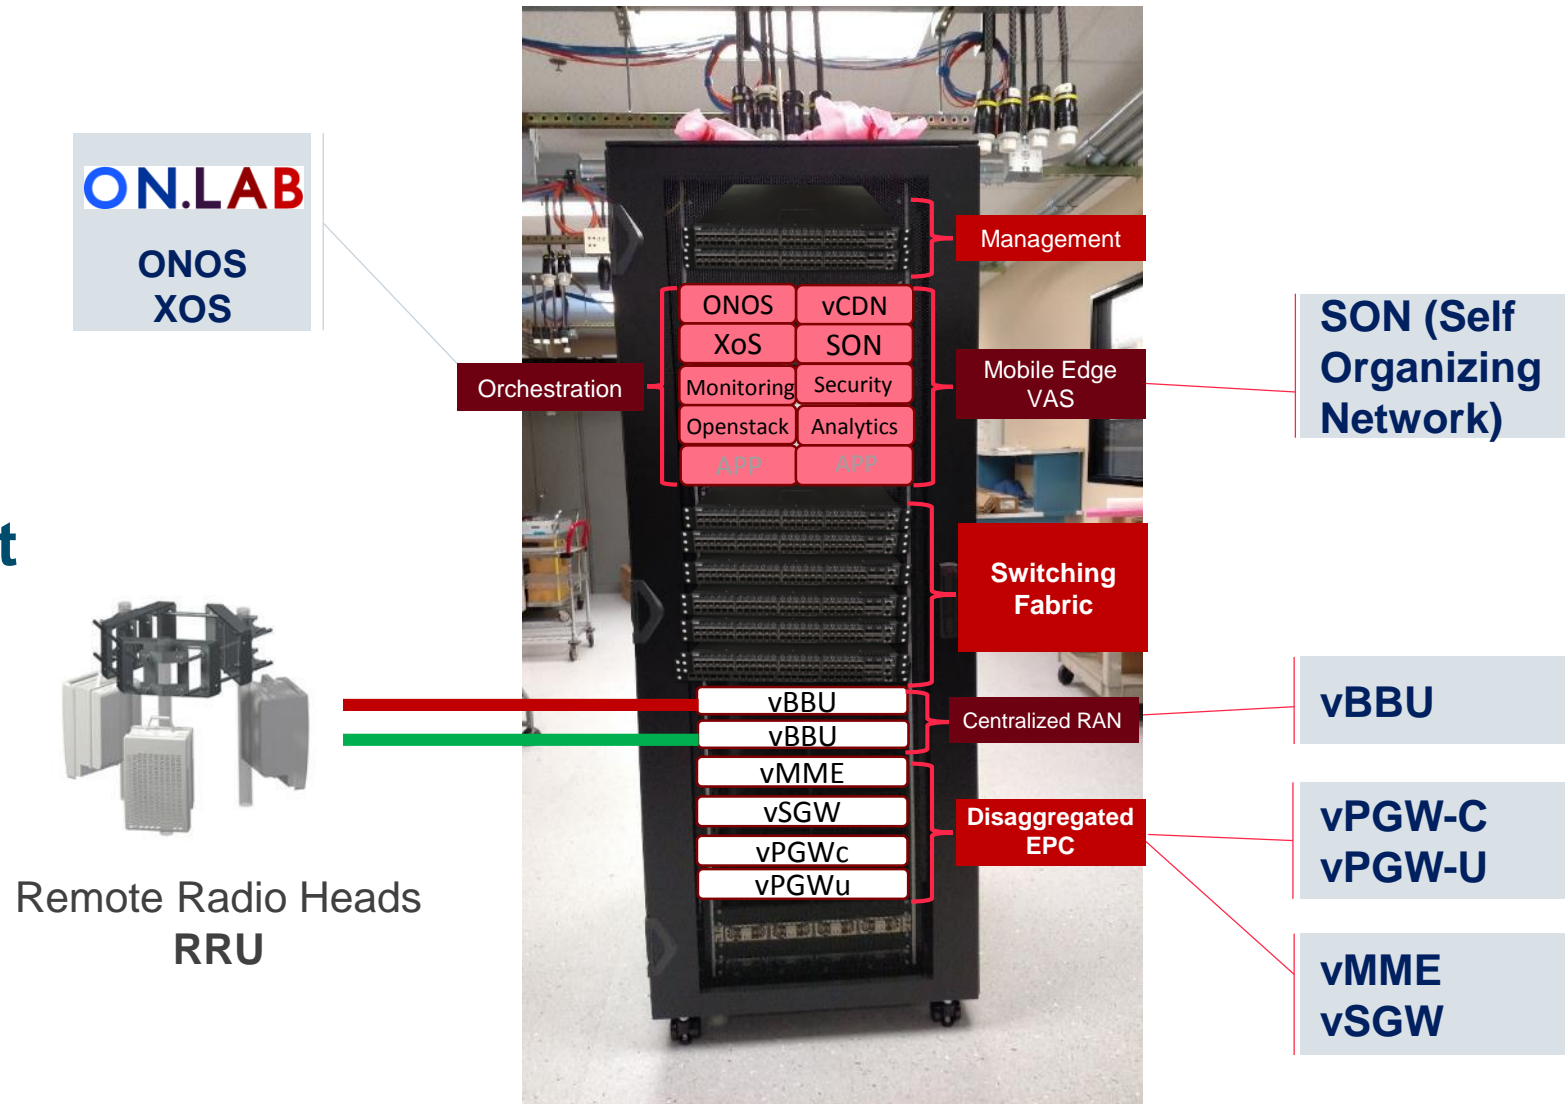 ON.LAB
ONOS
XOS
Orchestration
t
Remote Radio Heads
RRU
ONOS
vCDN
XoS
SON
Monitoring
Security
Openstack
Analytics
APP
APP
vBBU
vBBU
vMME
vSGW
vPGWc
vPGWu
Management
Mobile Edge
VAS
Switching
Fabric
Centralized RAN
Disaggregated
EPC
SON (Self
Organizing
Network)
vBBU
vPGW-C
vPGW-U
vMME
vSGW